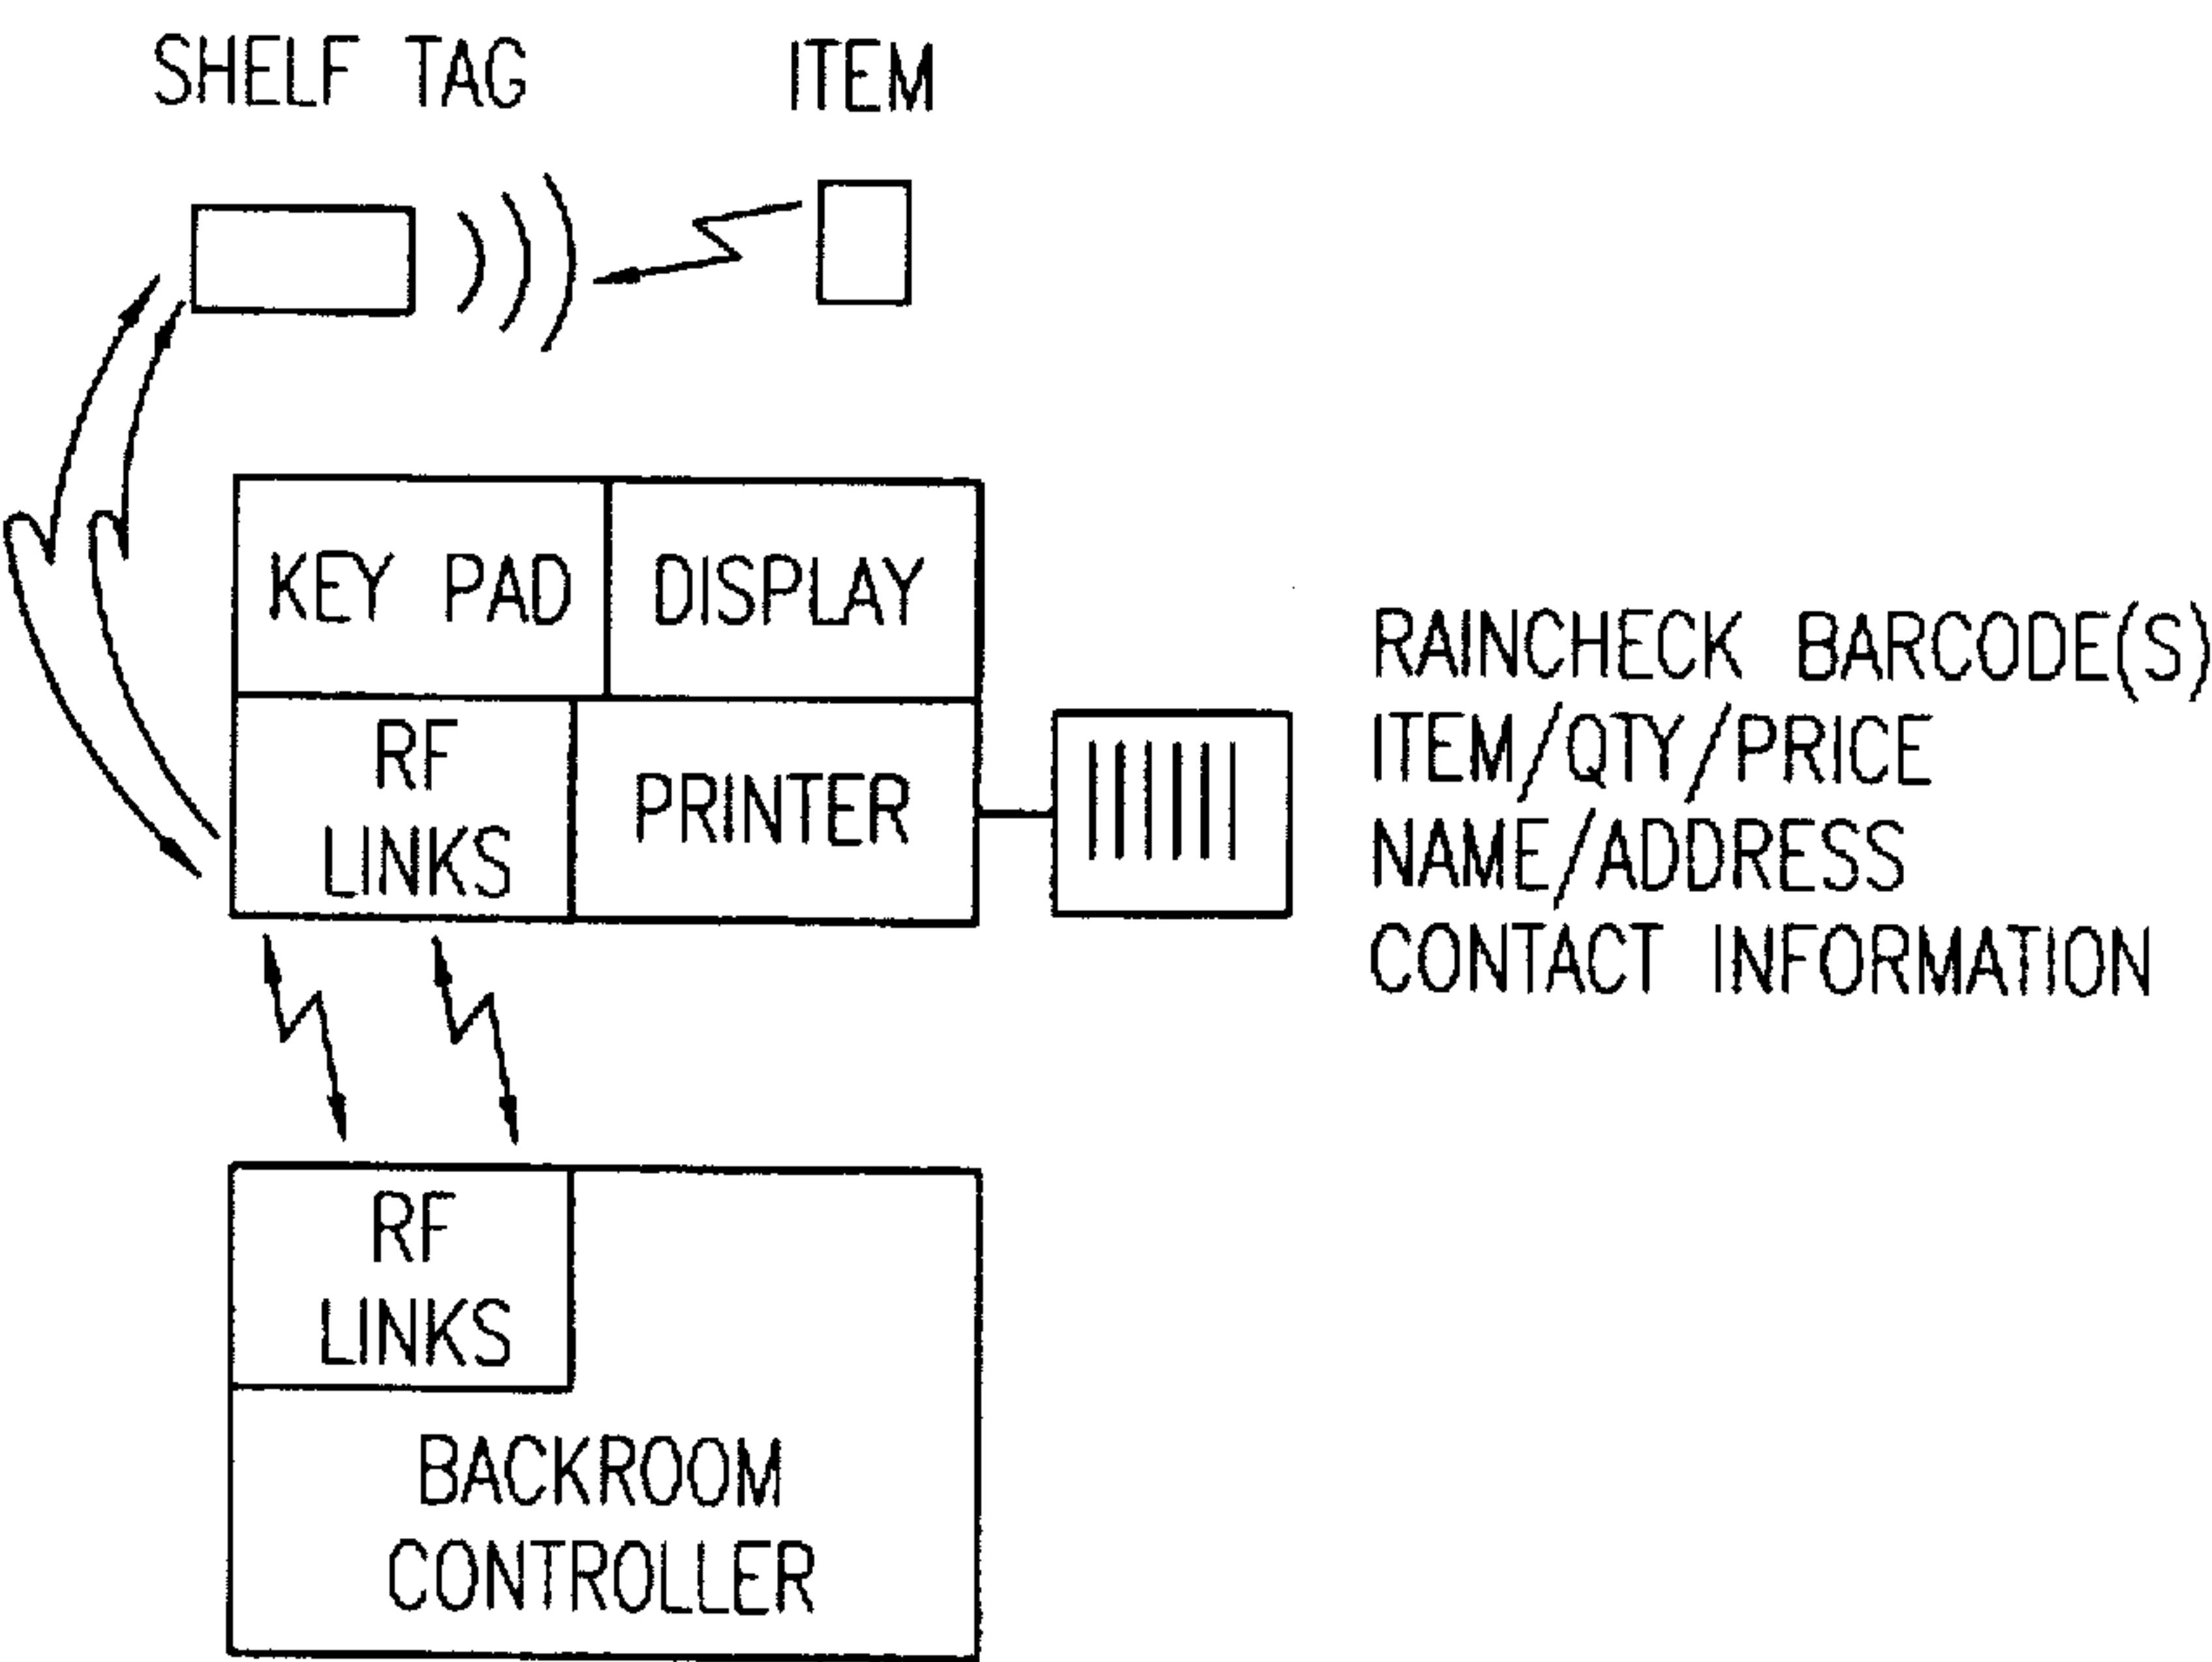 SHELF TAG
ITEM
KEY PAD
DISPLAY
RF
LINKS
PRINTER
RAINCHECK BARCODE(S)
ITEM/QTY/PRICE
NAME/ADDRESS
CONTACT INFORMATION
RF
LINKS
BACKROOM
CONTROLLER